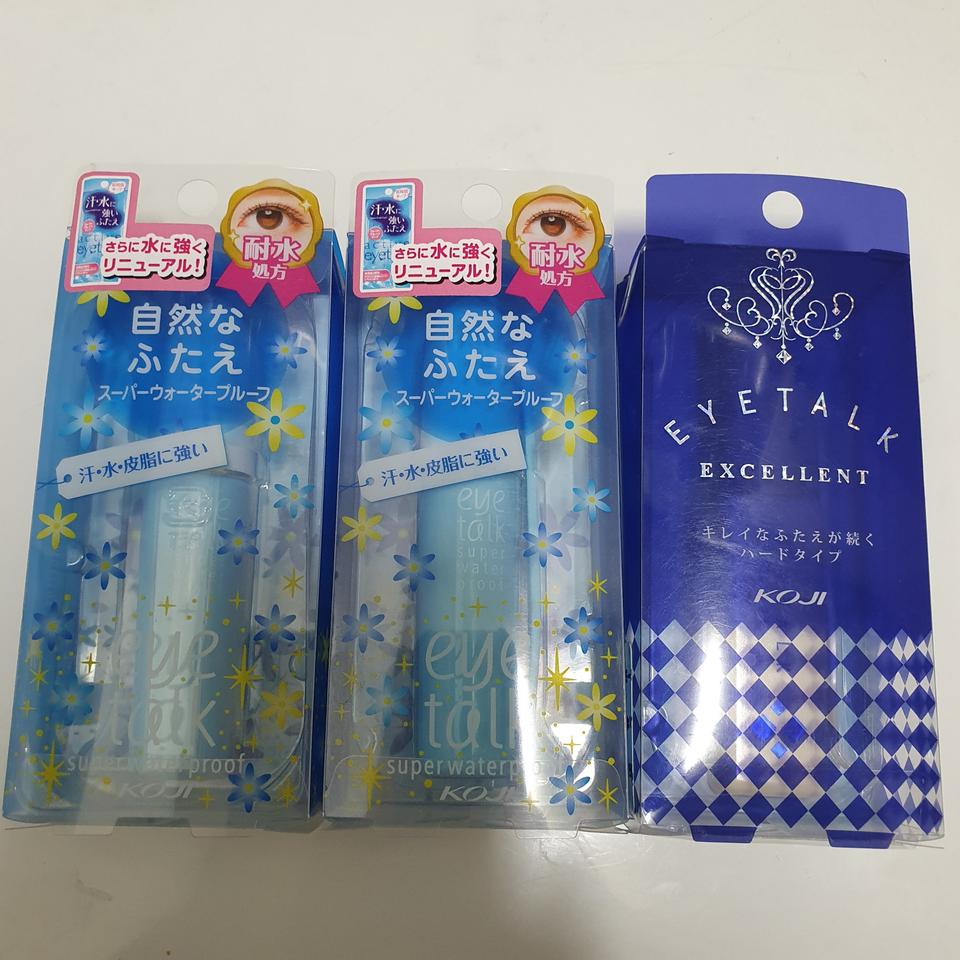 汗・水に
強い
ふたえ
さらに水に強く
リニューアル!
耐水
処方
自然な
ふたえ
スーパーウォータープルーフ
汗・水・皮脂に強い
eye
talk
super waterproof
KOJI
汗・水に
強い
ふたえ
さらに水に強く
リニューアル!
耐水
処方
自然な
ふたえ
スーパーウォータープルーフ
汗・水・皮脂に強い
eye
talk
super
water
proof
eye
talk
super waterproof
KOJI
EYETALK
EXCELLENT
キレイなふたえが続く
ハードタイプ
KOJI